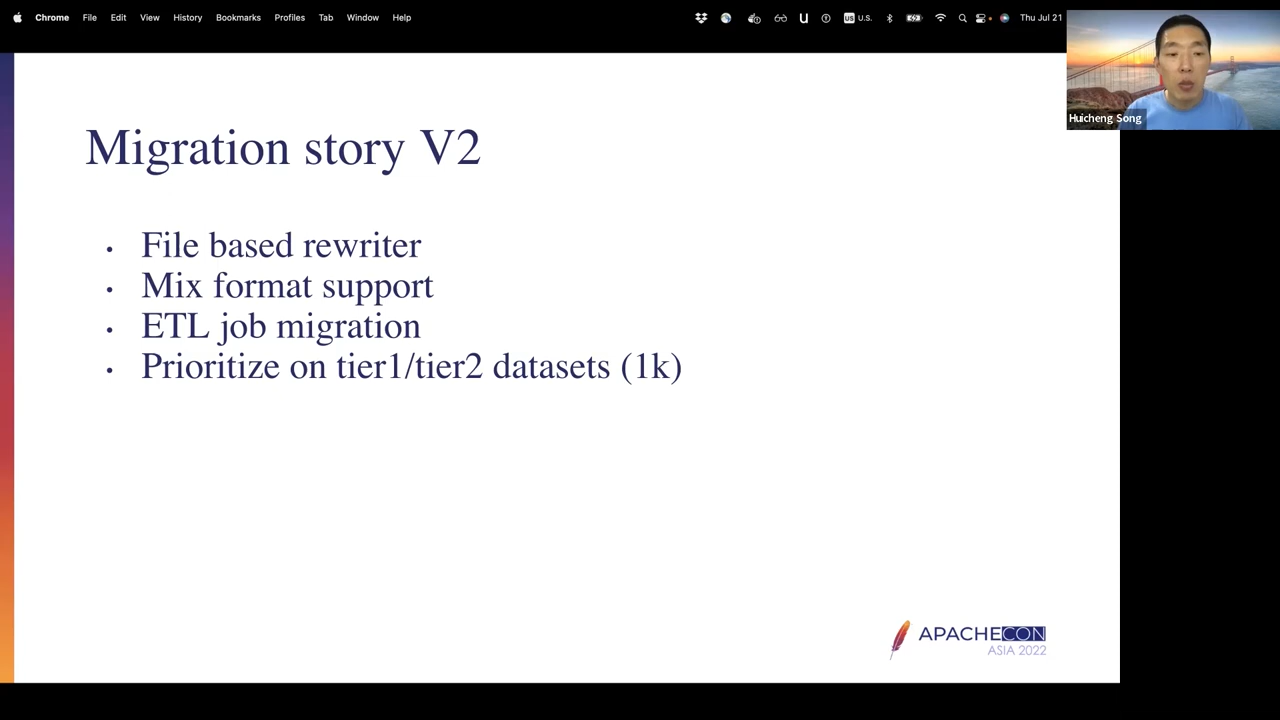 Chrome File Edit View History Bookmarks Profiles Tab Window Help U.S. Thu Jul 21
Huicheng Song
Migration story V2
• File based rewriter
• Mix format support
• ETL job migration
• Prioritize on tier1/tier2 datasets (1k)
APACHECON
ASIA 2022